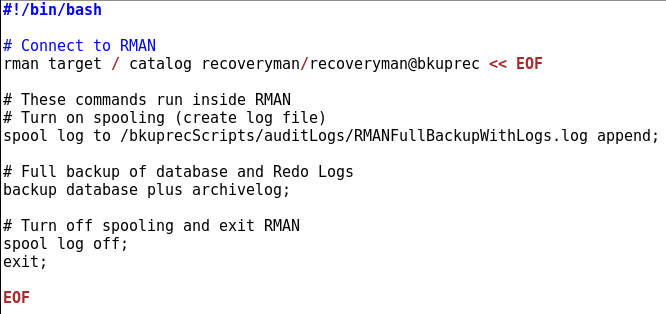 #!/bin/bash
# Connect to RMAN
rman target / catalog recoveryman/recoveryman@bkuprec << EOF
# These commands run inside RMAN
# Turn on spooling (create log file)
spool log to /bkuprecScripts/auditLogs/RMANFullBackupWithLogs.log append;
# Full backup of database and Redo Logs
backup database plus archivelog;
# Turn off spooling and exit RMAN
spool log off;
exit;
EOF